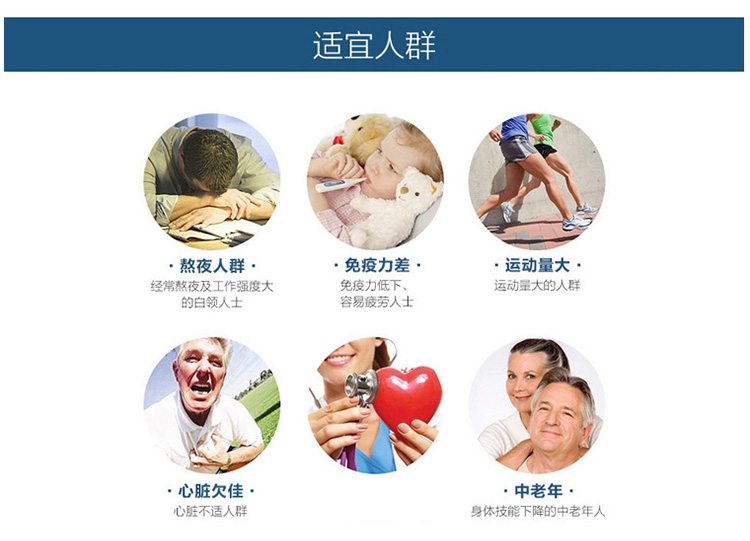 适宜人群
·熬夜人群·
经常熬夜及工作强度大
的白领人士
·免疫力差·
免疫力低下、
容易疲劳人士
·运动量大·
运动量大的人群
·心脏欠佳·
心脏不适人群
·中老年·
身体技能下降的中老年人